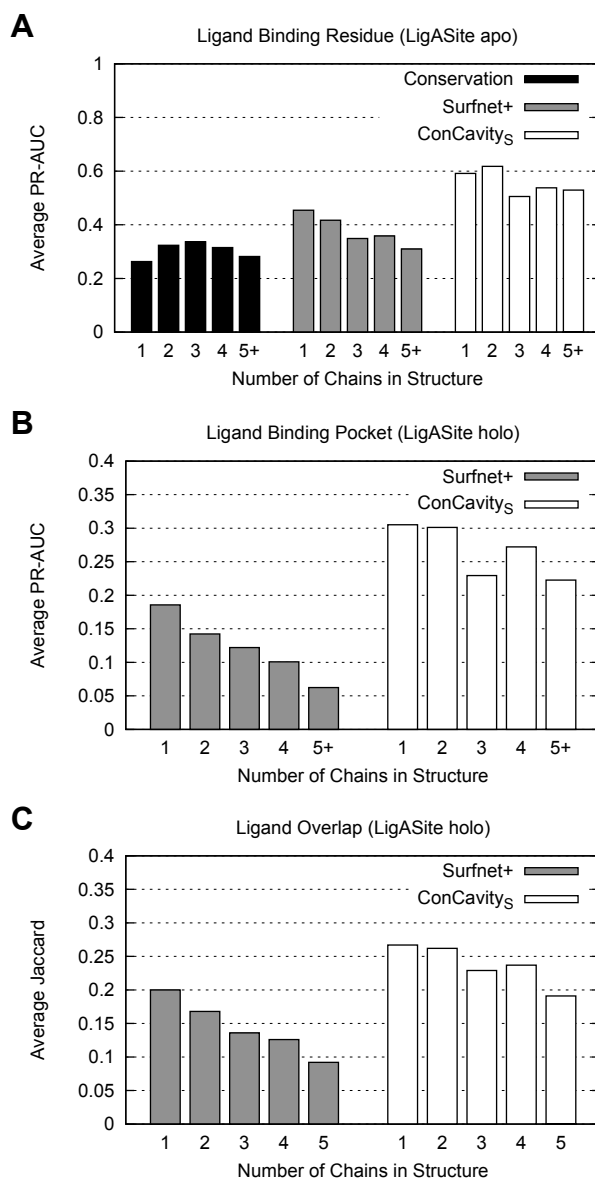 A
Ligand Binding Residue (LigASite apo)
Conservation
Surfnet+
ConCavityS
Average PR-AUC
1
0.8
0.6
0.4
0.2
0
1 2 3 4 5+ 1 2 3 4 5+ 1 2 3 4 5+
Number of Chains in Structure
B
Ligand Binding Pocket (LigASite holo)
Surfnet+
ConCavityS
Average PR-AUC
0.4
0.35
0.3
0.25
0.2
0.15
0.1
0.05
0
1 2 3 4 5+ 1 2 3 4 5+
Number of Chains in Structure
C
Ligand Overlap (LigASite holo)
Surfnet+
ConCavityS
Average Jaccard
0.4
0.35
0.3
0.25
0.2
0.15
0.1
0.05
0
1 2 3 4 5 1 2 3 4 5
Number of Chains in Structure